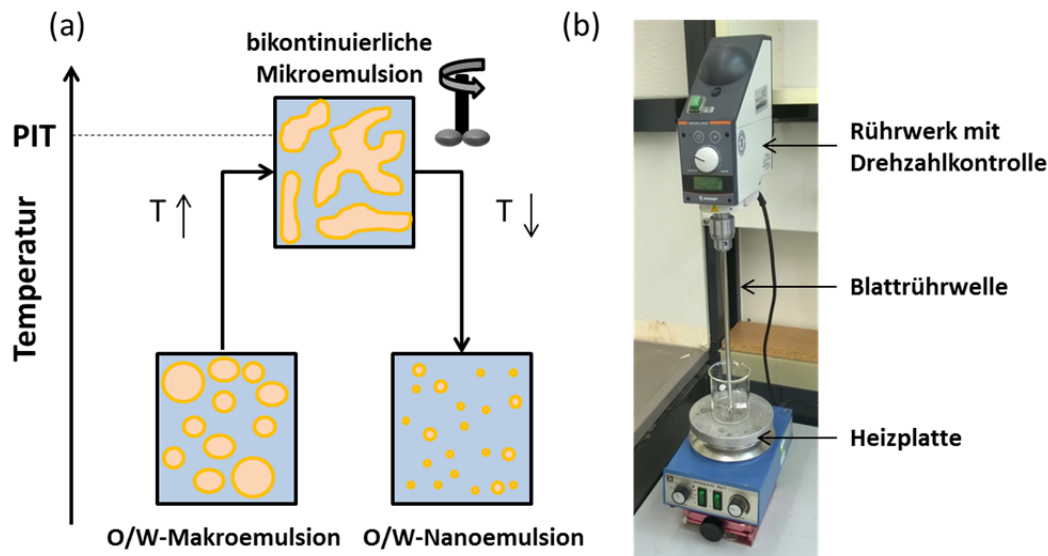 (a)
bikontinuierliche
Mikroemulsion
PIT
Temperatur
T
T
O/W-Makroemulsion
O/W-Nanoemulsion
(b)
Rührwerk mit
Drehzahlkontrolle
Blattrührwelle
Heizplatte